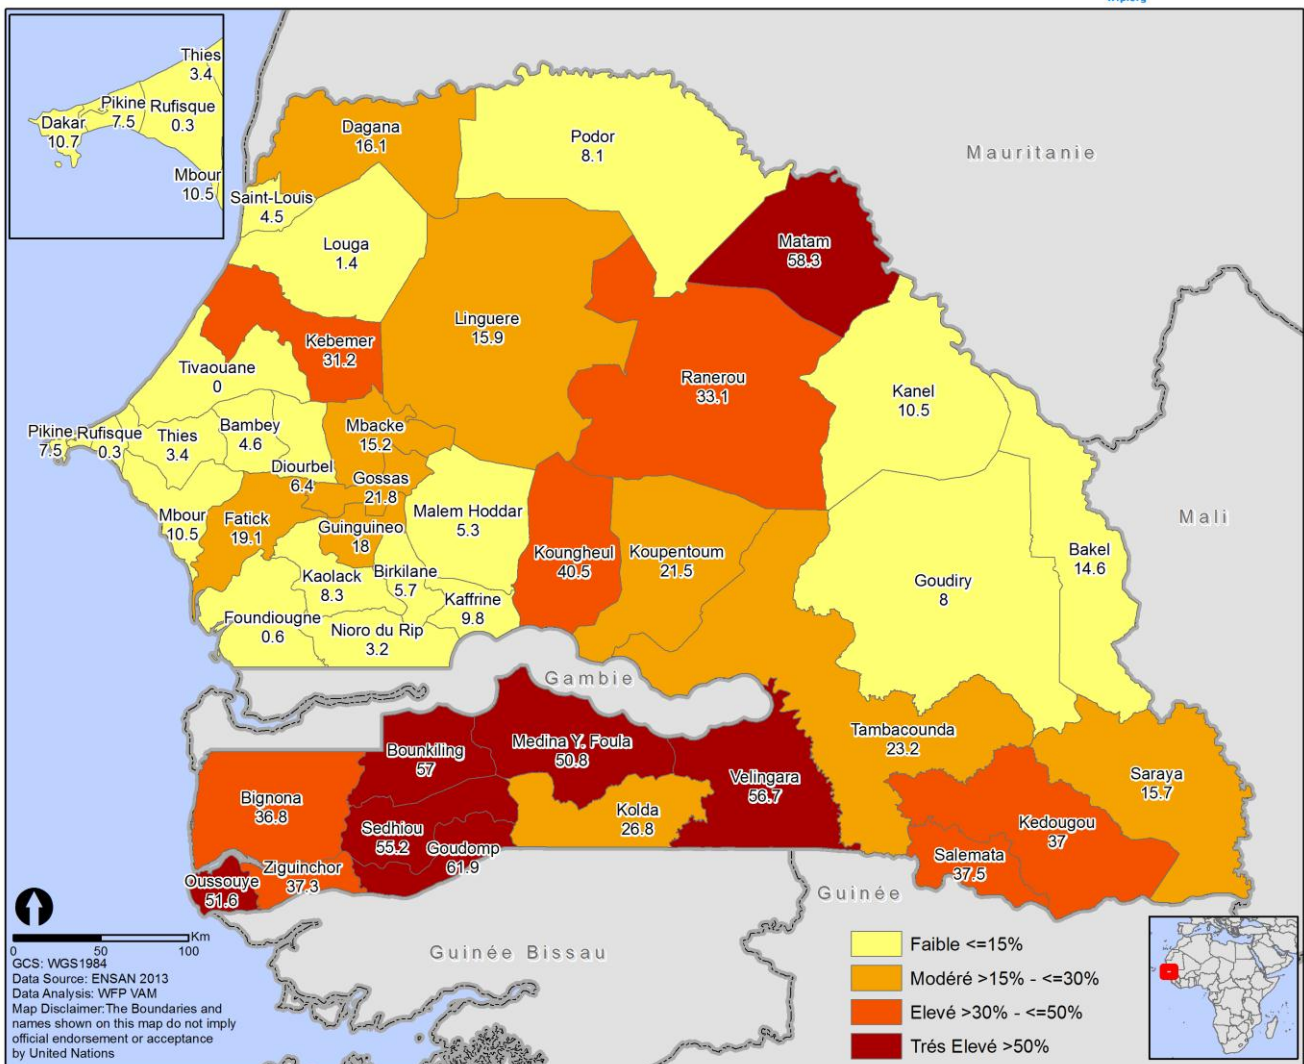 wfp.org
Thies
3.4
Pikine
7.5
Rufisque
0.3
Dakar
10.7
Mbour
10.5
Dagana
16.1
Podor
8.1
Mauritanie
Saint-Louis
4.5
Louga
1.4
Matam
58.3
Linguere
15.9
Kebemer
31.2
Ranerou
33.1
Kanel
10.5
Tivaouane
0
Mbacke
15.2
Pikine
7.5
Rufisque
0.3
Thies
3.4
Bambey
4.6
Diourbel
6.4
Gossas
21.8
Malem Hoddar
5.3
Mbour
10.5
Fatick
19.1
Guinguineo
18
Koungheul
40.5
Koupentoum
21.5
Mali
Bakel
14.6
Goudiry
8
Kaolack
8.3
Birkilane
5.7
Kaffrine
9.8
Foundiougne
0.6
Nioro du Rip
3.2
Gambie
Tambacounda
23.2
Bounkiling
57
Medina Y. Foula
50.8
Velingara
56.7
Saraya
15.7
Bignona
36.8
Kolda
26.8
Kedougou
37
Sedhiou
55.2
Goudomp
61.9
Salemata
37.5
Oussouye
51.6
Ziguinchor
37.3
Guinée
Guinée Bissau
Km
0 50 100
GCS: WGS1984
Data Source: ENSAN 2013
Data Analysis: WFP VAM
Map Disclaimer:The Boundaries and
names shown on this map do not imply
official endorsement or acceptance
by United Nations
Faible <=15%
Modéré >15% - <=30%
Elevé >30% - <=50%
Trés Elevé >50%